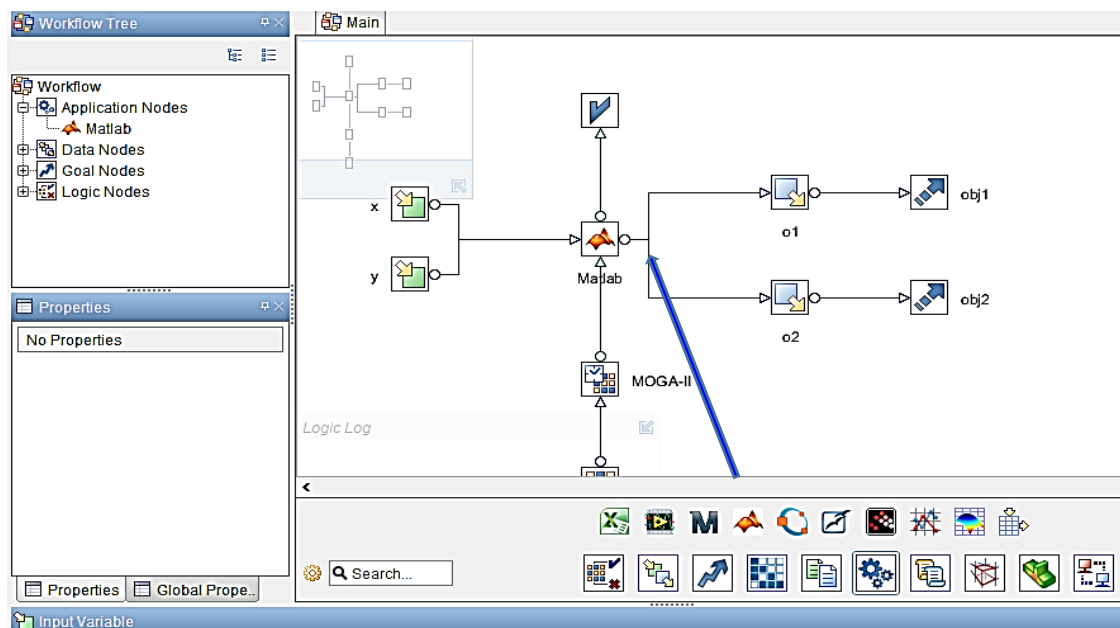 Workflow Tree
Workflow
Application Nodes
Matlab
Data Nodes
Goal Nodes
Logic Nodes
Properties
No Properties
Properties
Global Prope..
Main
x
y
Matlab
o1
obj1
o2
obj2
MOGA-II
Logic Log
Search...
Input Variable